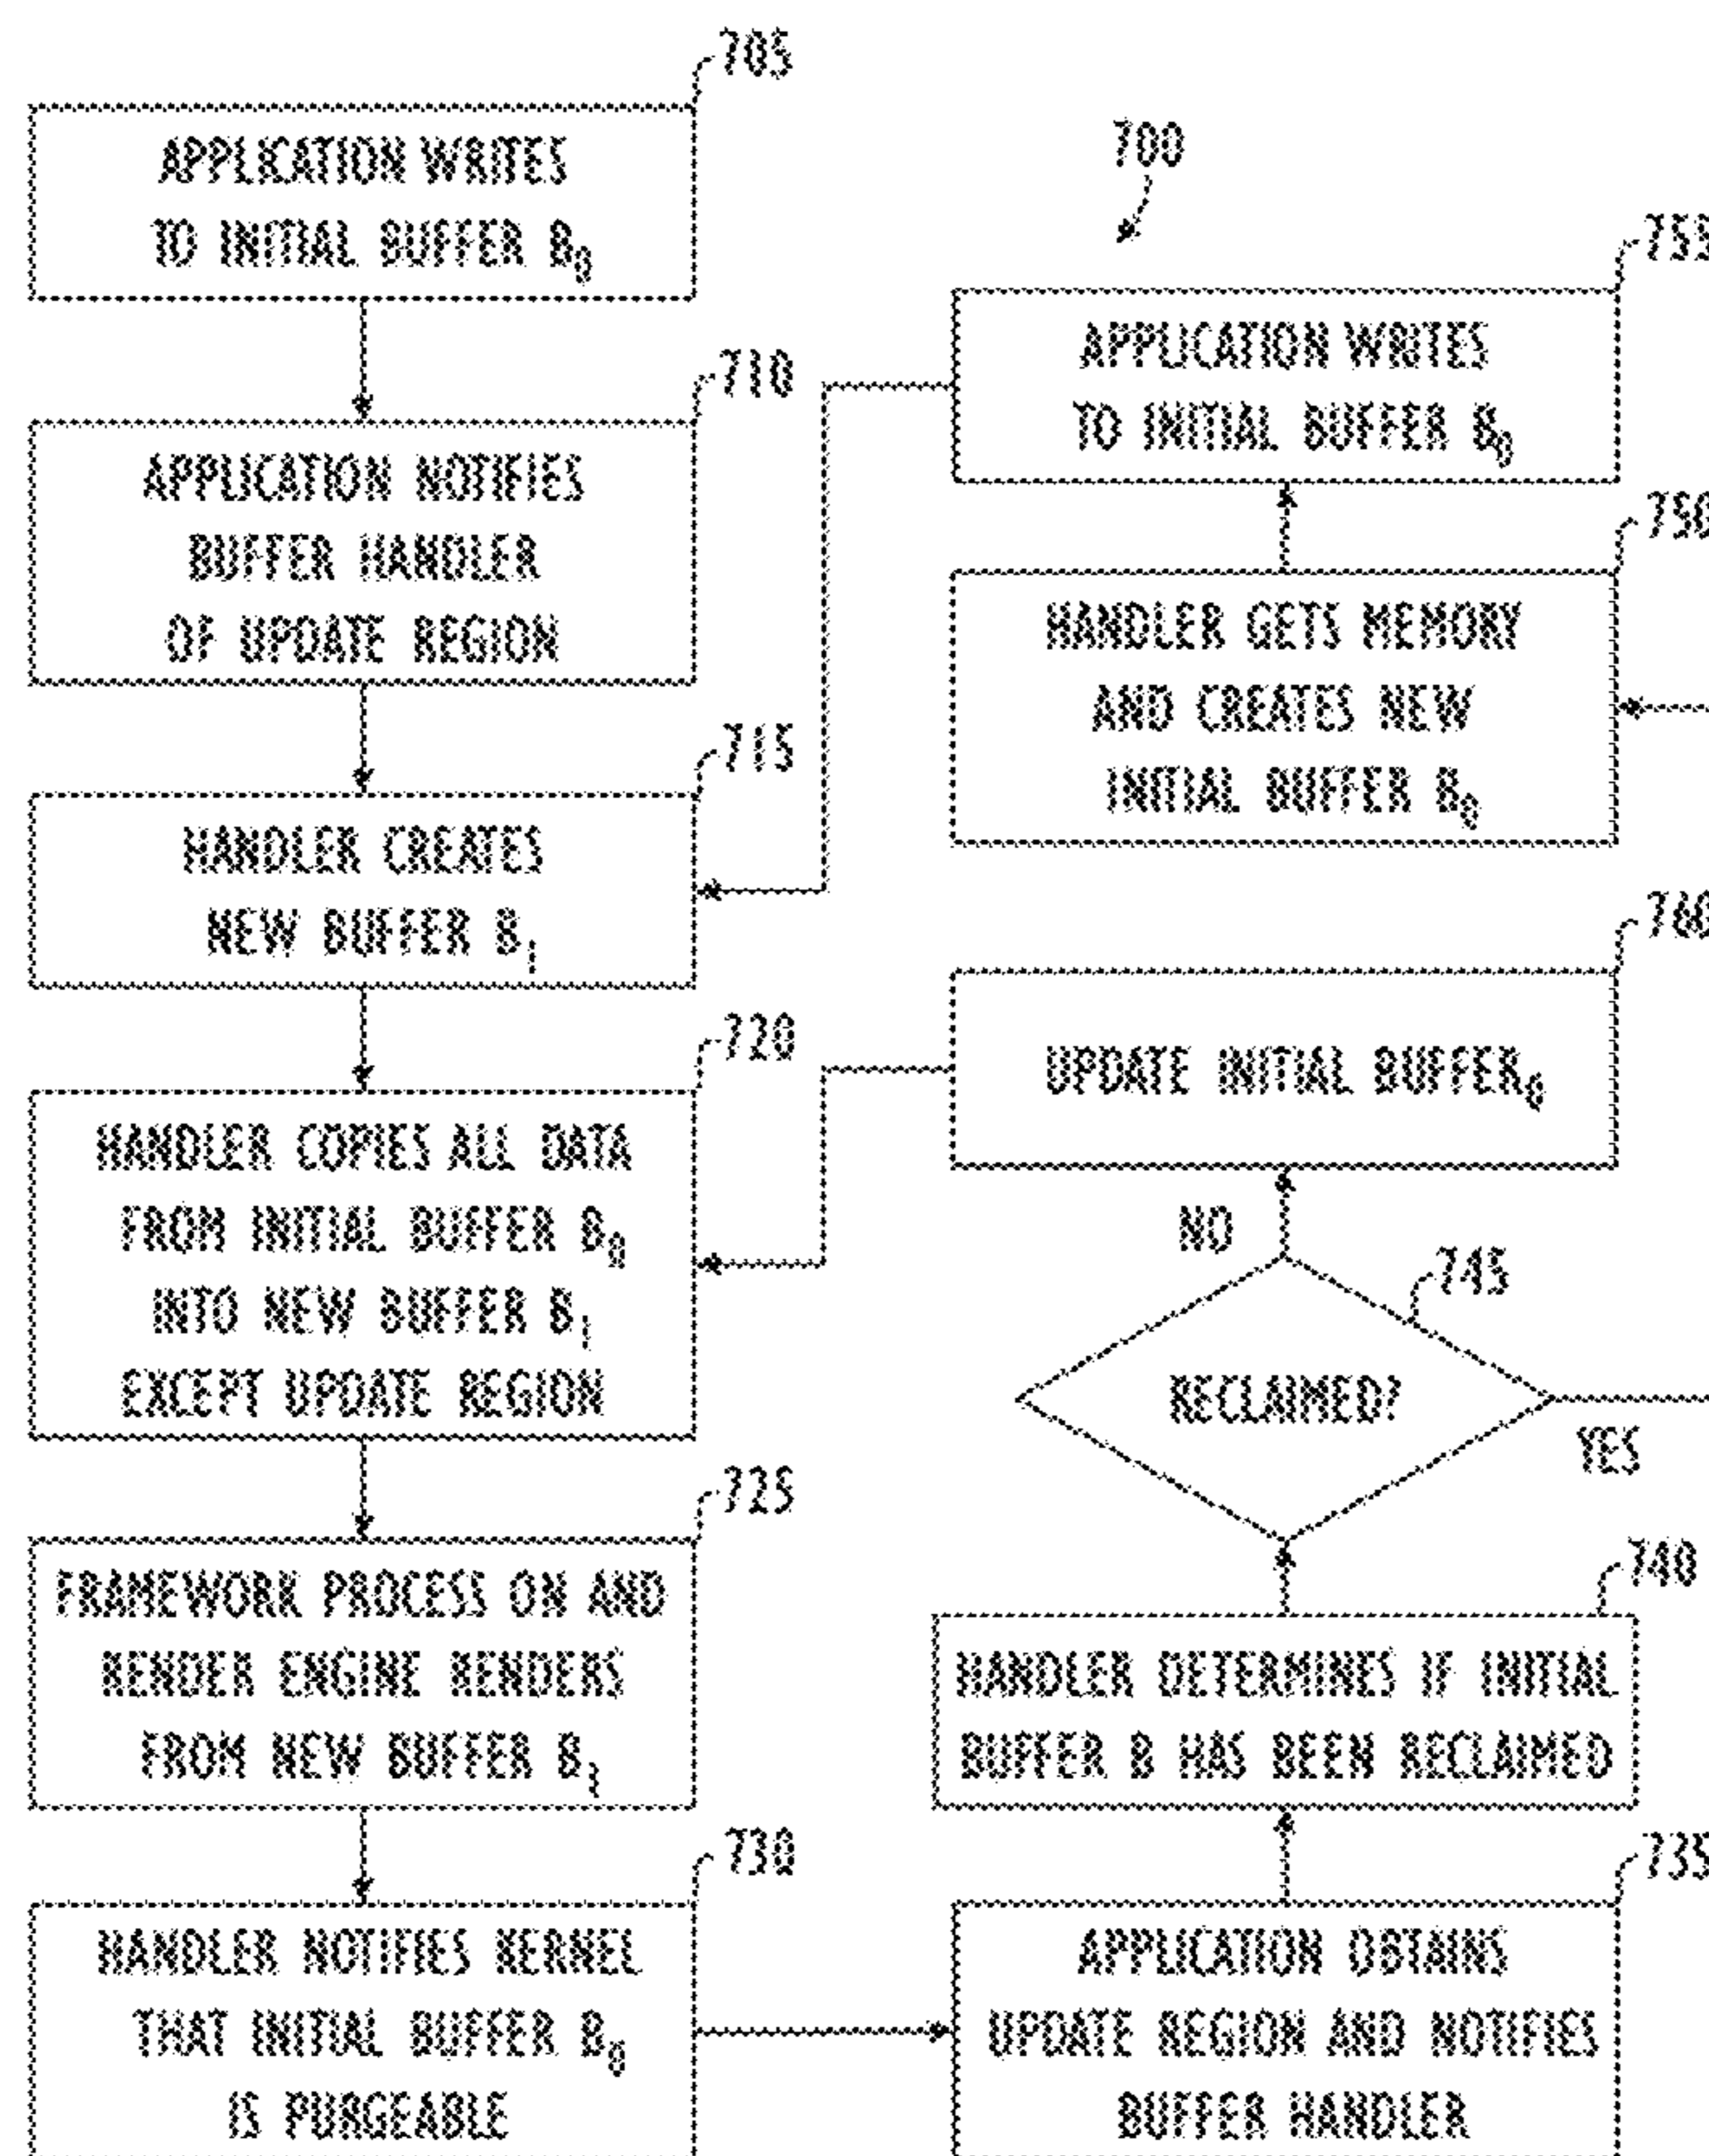 705
APPLICATION WRITES
TO INITIAL BUFFER B₀
710
APPLICATION NOTIFIES
BUFFER HANDLER
OF UPDATE REGION
715
HANDLER CREATES
NEW BUFFER B₁
720
HANDLER COPIES ALL DATA
FROM INITIAL BUFFER B₀
INTO NEW BUFFER B₁
EXCEPT UPDATE REGION
725
FRAMEWORK PROCESS ON AND
RENDER ENGINE RENDERS
FROM NEW BUFFER B₁
730
HANDLER NOTIFIES KERNEL
THAT INITIAL BUFFER B₀
IS PURGEABLE
700
755
APPLICATION WRITES
TO INITIAL BUFFER B₀
750
HANDLER GETS MEMORY
AND CREATES NEW
INITIAL BUFFER B₀
760
UPDATE INITIAL BUFFER₀
NO
745
RECLAIMED?
YES
740
HANDLER DETERMINES IF INITIAL
BUFFER B HAS BEEN RECLAIMED
735
APPLICATION OBTAINS
UPDATE REGION AND NOTIFIES
BUFFER HANDLER